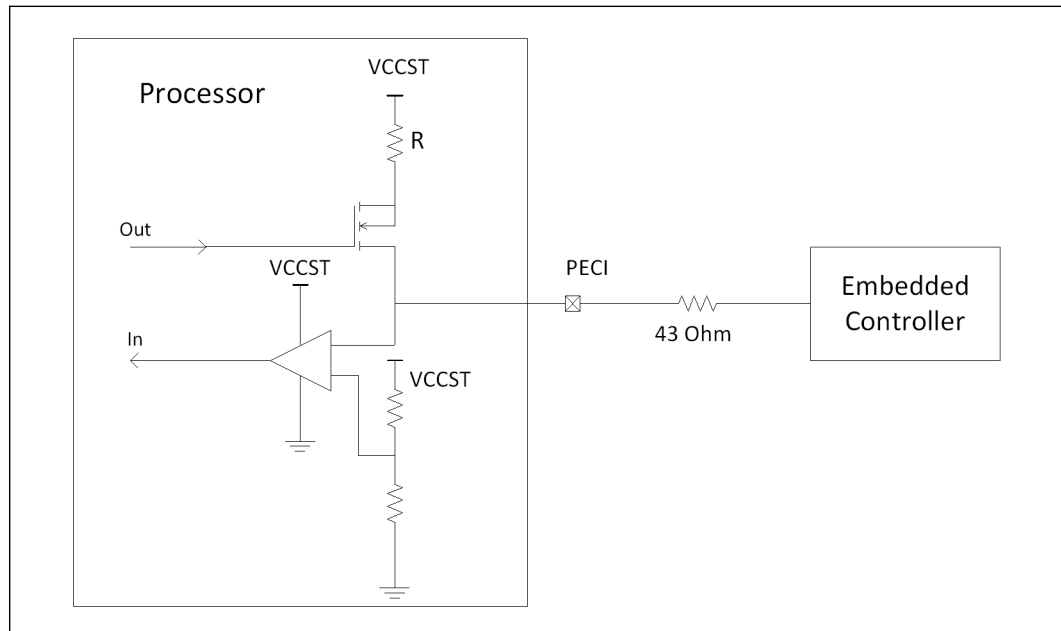 VCCST
Processor
R
Out
VCCST
PECI
Embedded
Controller
In
43 Ohm
VCCST